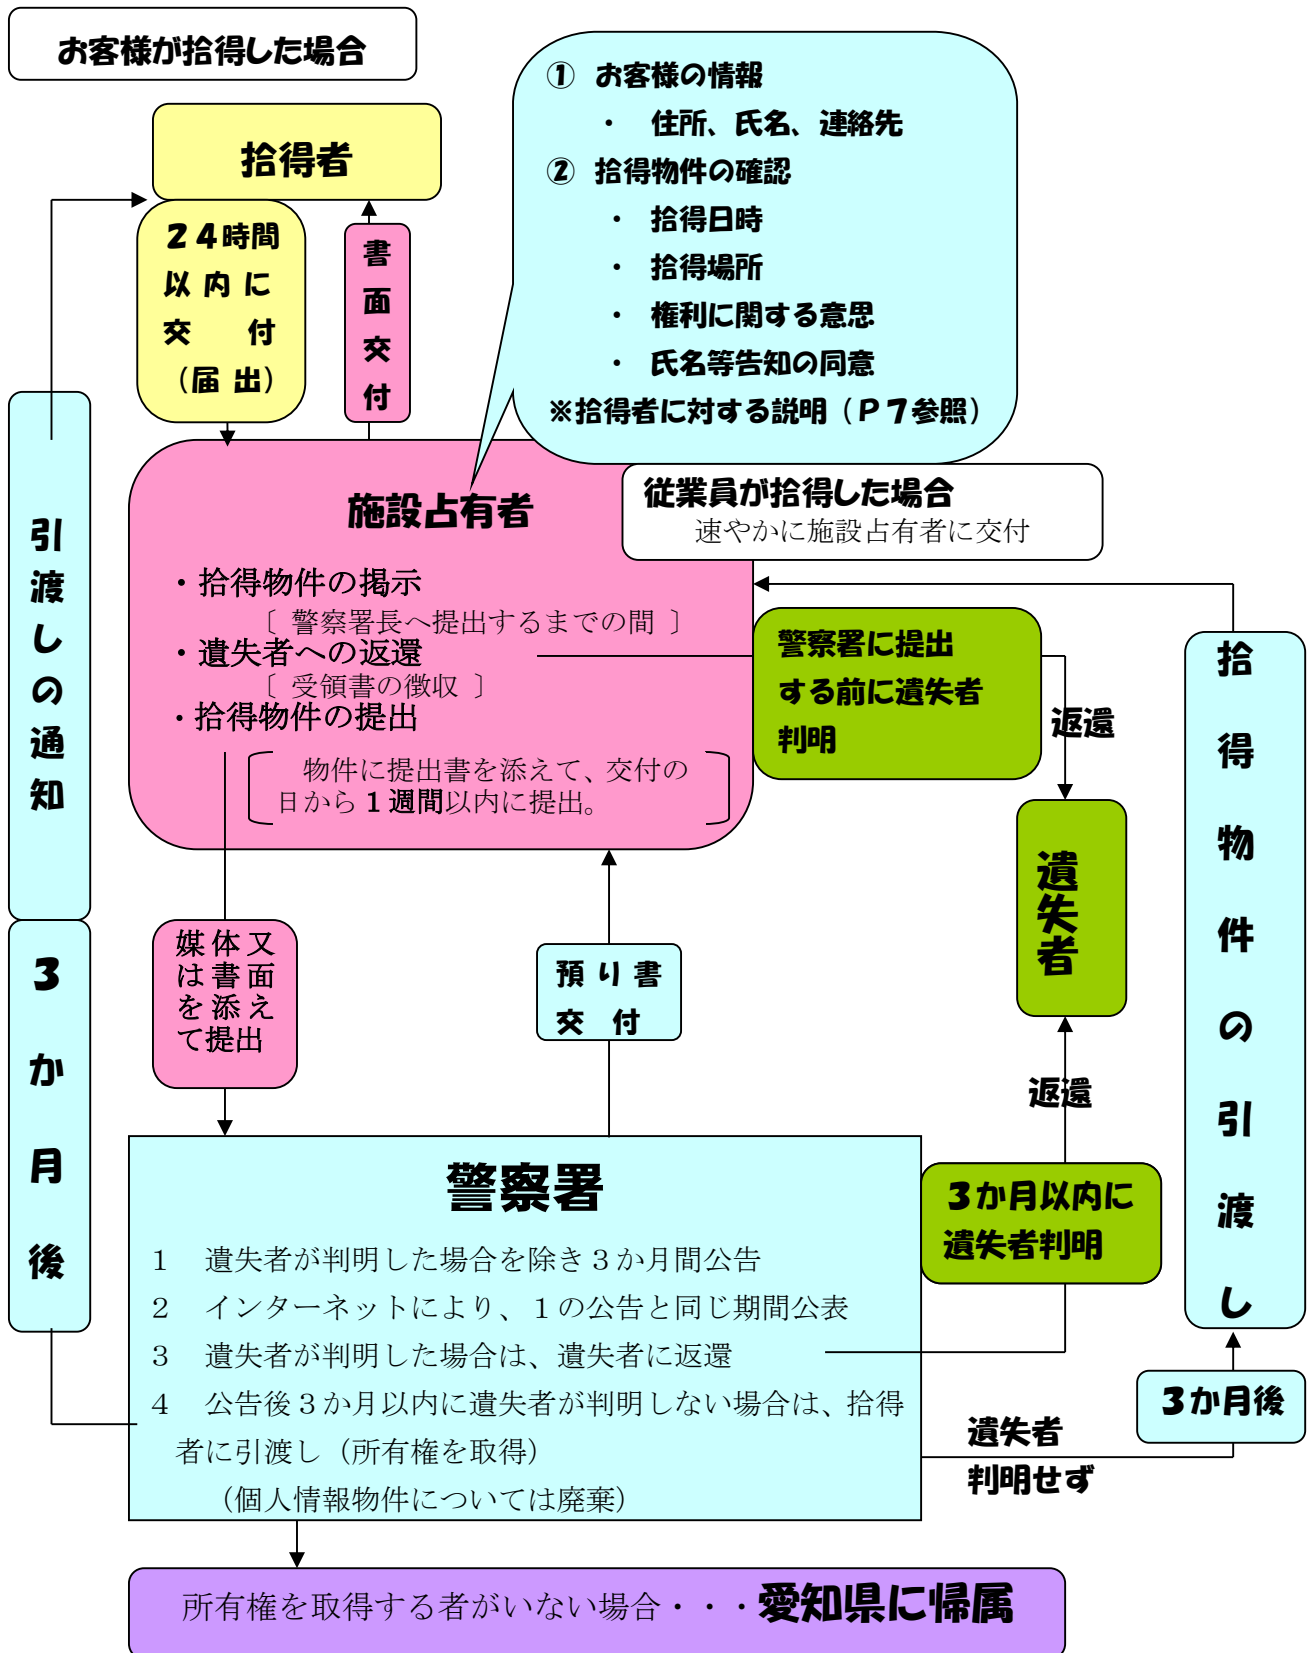 お客様が拾得した場合
拾得者
２４時間
以内に
交付
（届出）
書面交付
① お客様の情報
・ 住所、氏名、連絡先
② 拾得物件の確認
・ 拾得日時
・ 拾得場所
・ 権利に関する意思
・ 氏名等告知の同意
※拾得者に対する説明（Ｐ７参照）
施設占有者
従業員が拾得した場合
速やかに施設占有者に交付
・拾得物件の掲示
〔 警察署長へ提出するまでの間 〕
・遺失者への返還
〔 受領書の徴収 〕
・拾得物件の提出
物件に提出書を添えて、交付の
日から１週間以内に提出。
警察署に提出
する前に遺失者
判明
返還
遺失者
返還
３か月以内に
遺失者判明
拾得物件の引渡し
３か月後
遺失者
判明せず
引渡しの通知
３か月後
媒体又
は書面
を添え
て提出
預り書
交付
警察署
１ 遺失者が判明した場合を除き３か月間公告
２ インターネットにより、１の公告と同じ期間公表
３ 遺失者が判明した場合は、遺失者に返還
４ 公告後３か月以内に遺失者が判明しない場合は、拾得
者に引渡し（所有権を取得）
（個人情報物件については廃棄）
所有権を取得する者がいない場合・・・愛知県に帰属